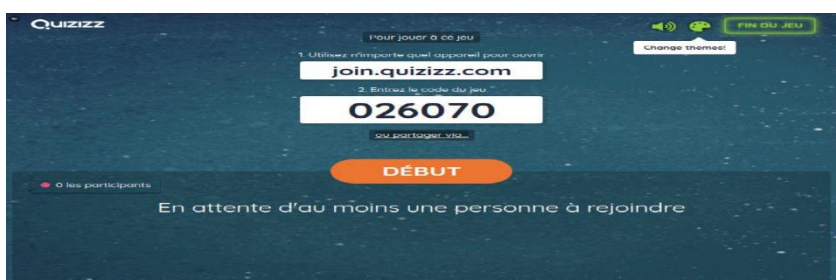 Quizizz
FIN DU JEU
Pour jouer à ce jeu
Change themes!
1. Utilisez n'importe quel appareil pour ouvrir
join.quizizz.com
2. Entrez le code du jeu
026070
ou partager via...
DÉBUT
0 les participants
En attente d'au moins une personne à rejoindre